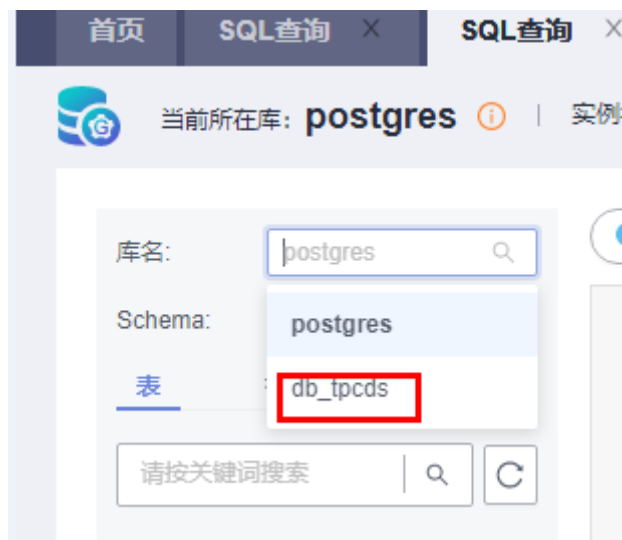 首页 SQL查询 × SQL查询 ×
当前所在库: postgres | 实例
库名: postgres
Schema: postgres
表 db_tpcds
请按关键词搜索